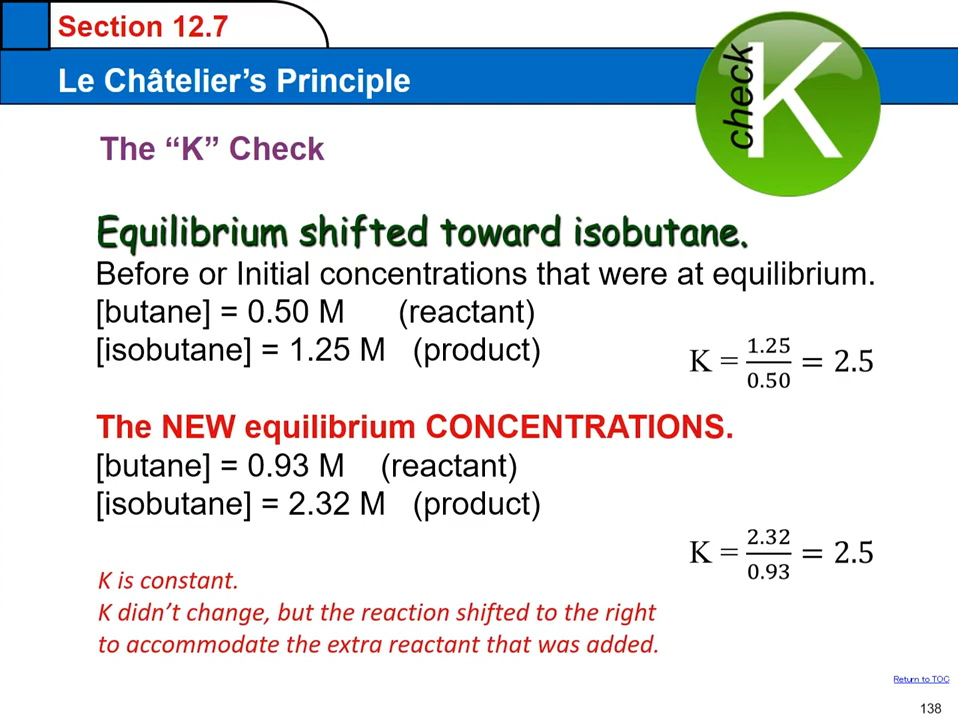 Section 12.7
Le Châtelier's Principle
check K
The “K” Check
Equilibrium shifted toward isobutane.
Before or Initial concentrations that were at equilibrium.
[butane] = 0.50 M (reactant)
[isobutane] = 1.25 M (product)
K = 1.25/0.50 = 2.5
The NEW equilibrium CONCENTRATIONS.
[butane] = 0.93 M (reactant)
[isobutane] = 2.32 M (product)
K = 2.32/0.93 = 2.5
K is constant.
K didn't change, but the reaction shifted to the right
to accommodate the extra reactant that was added.
Return to TOC
138